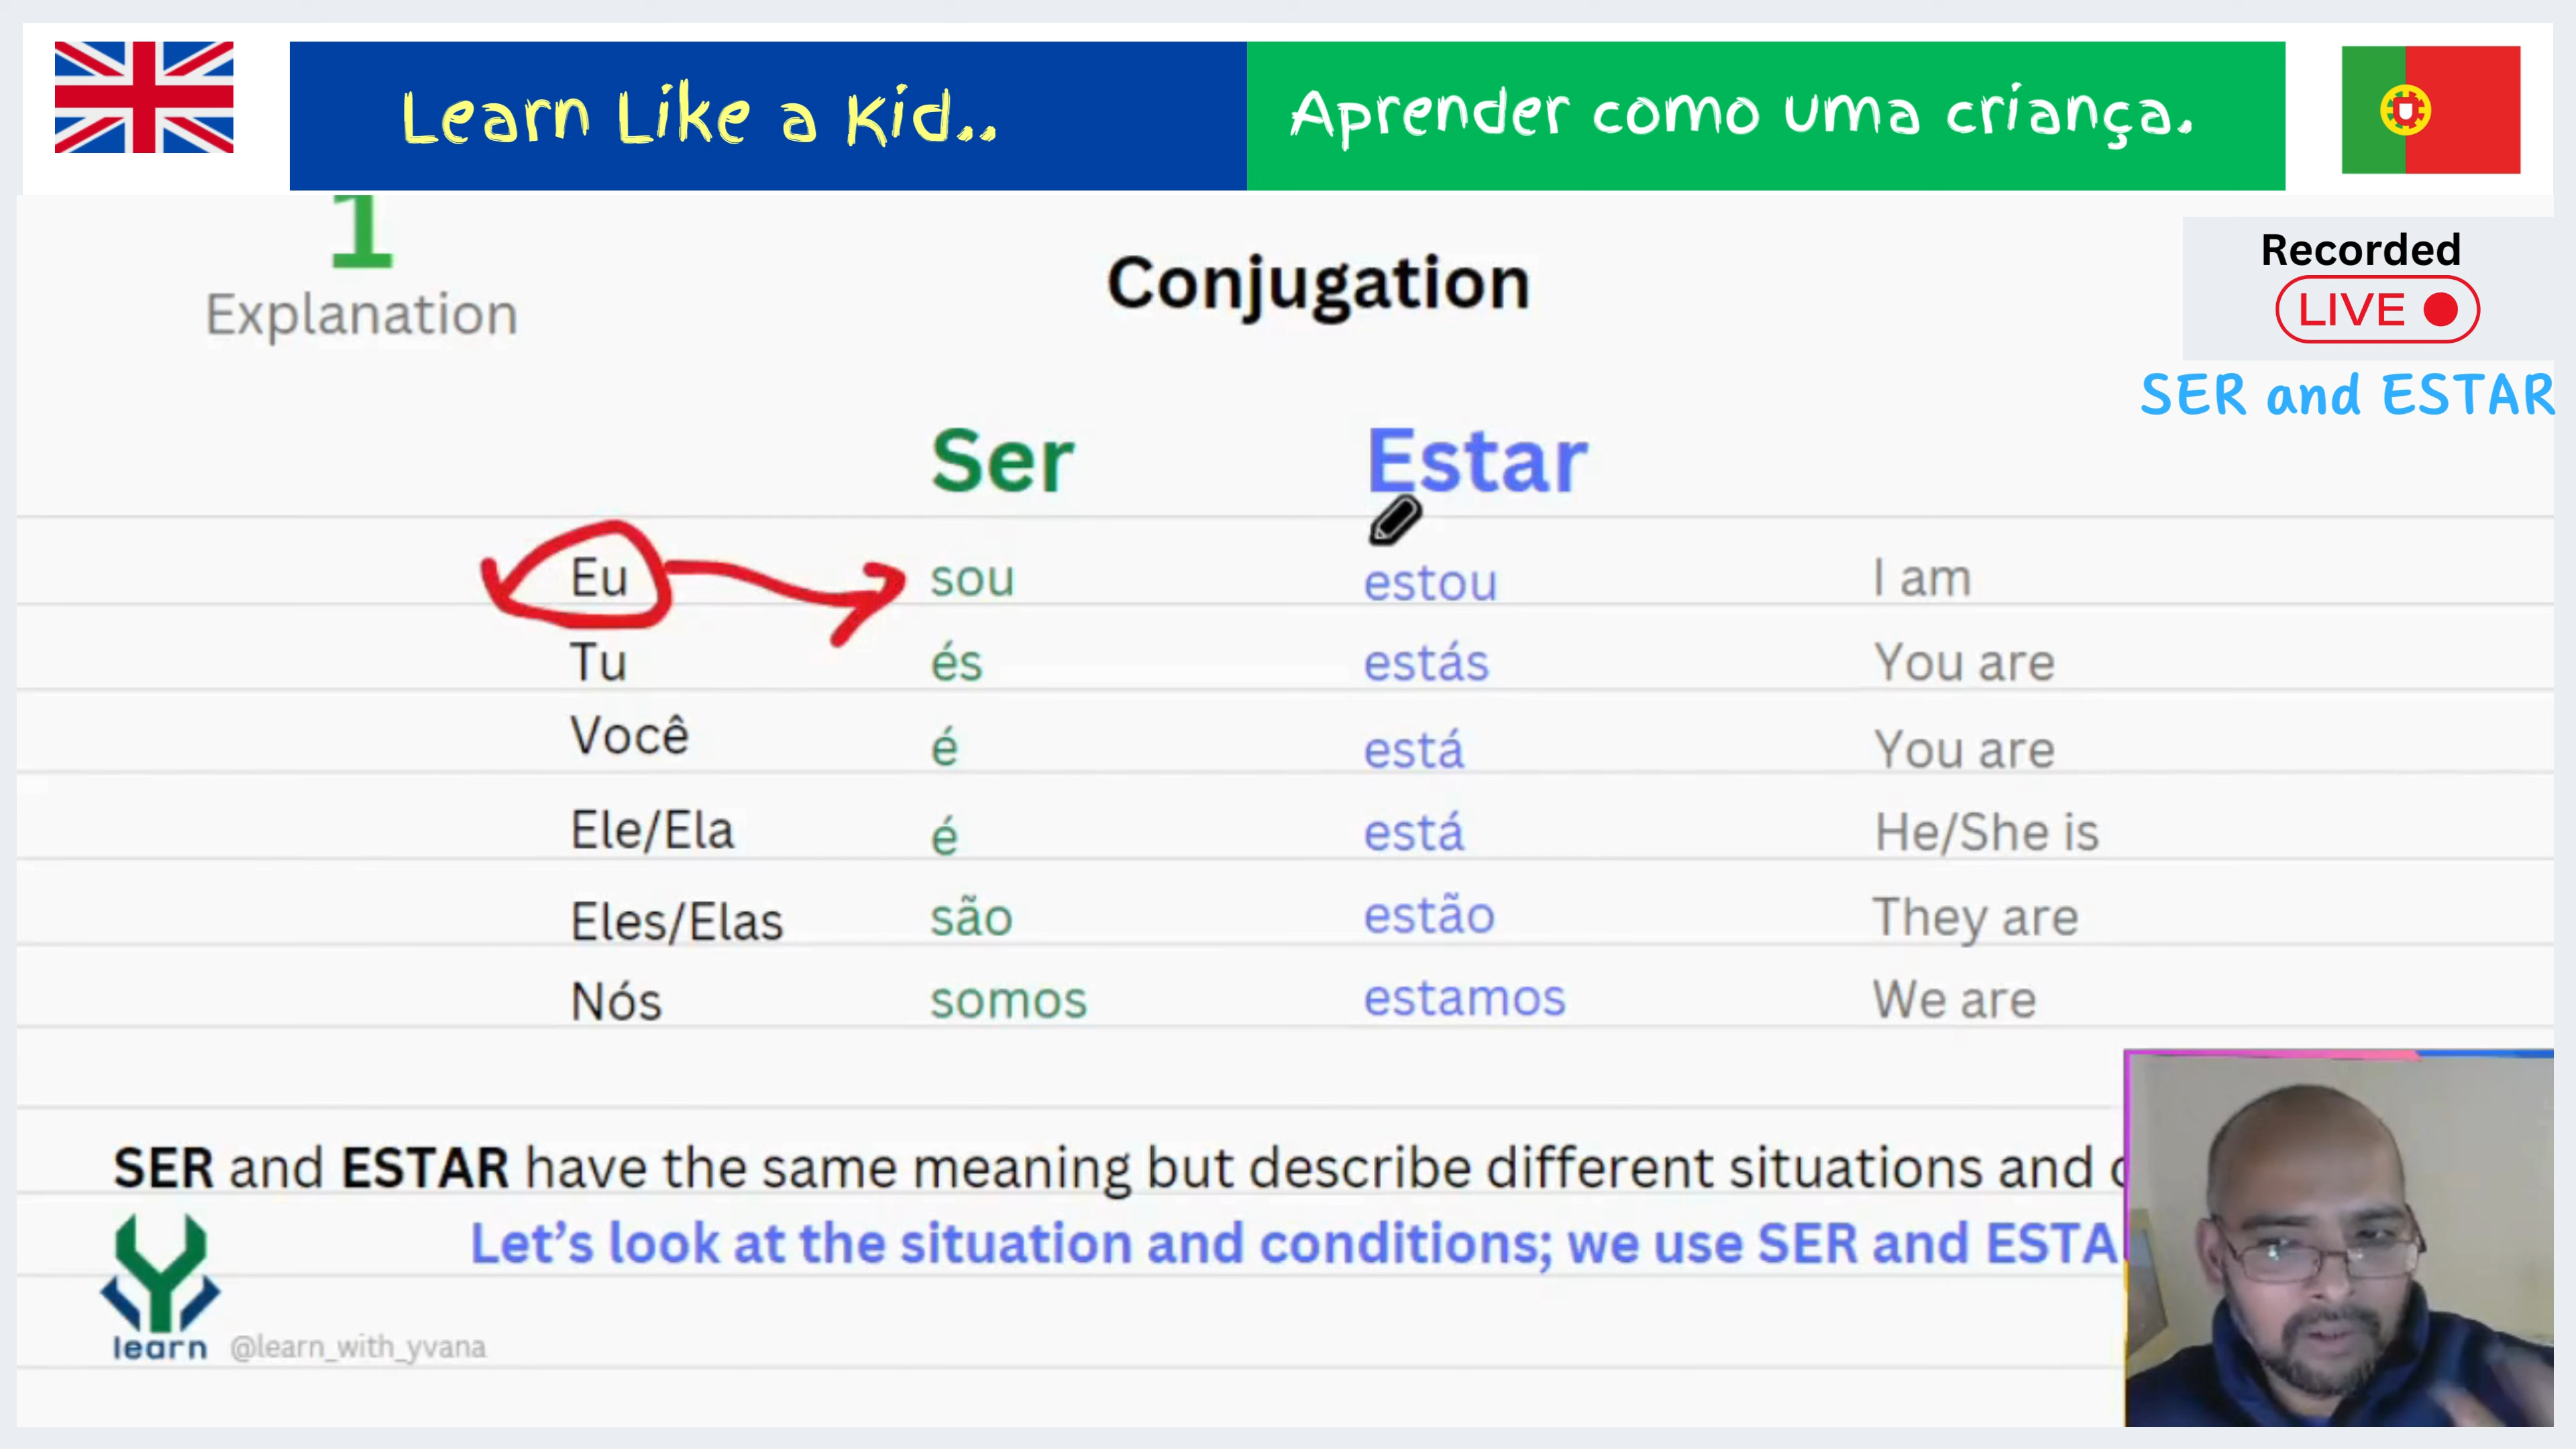 Learn Like a Kid..
Aprender como uma criança.
1
Explanation
Conjugation
Recorded
LIVE
SER and ESTAR
Ser Estar
Eu sou estou I am
Tu és estás You are
Você é está You are
Ele/Ela é está He/She is
Eles/Elas são estão They are
Nós somos estamos We are
SER and ESTAR have the same meaning but describe different situations and
Let's look at the situation and conditions; we use SER and ESTA
learn @learn_with_yvana